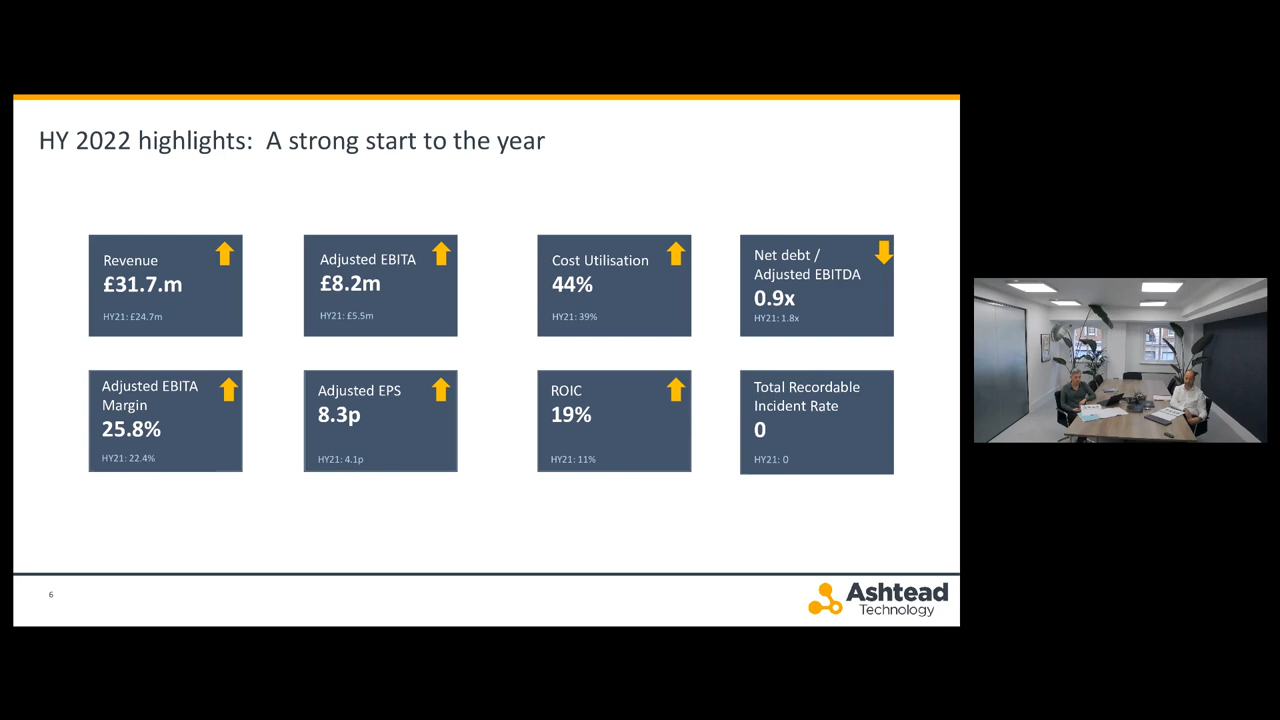 HY 2022 highlights:  A strong start to the year
Revenue
£31.7.m
HY21: £24.7m
Adjusted EBITA
£8.2m
HY21: £5.5m
Cost Utilisation
44%
HY21: 39%
Net debt /
Adjusted EBITDA
0.9x
HY21: 1.8x
Adjusted EBITA
Margin
25.8%
HY21: 22.4%
Adjusted EPS
8.3p
HY21: 4.1p
ROIC
19%
HY21: 11%
Total Recordable
Incident Rate
0
HY21: 0
6
Ashtead
Technology